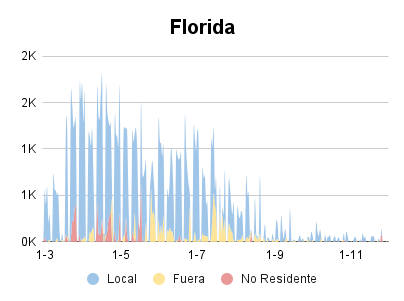 Florida
2K
2K
1K
1K
0K
1-3 1-5 1-7 1-9 1-11
Local Fuera No Residente